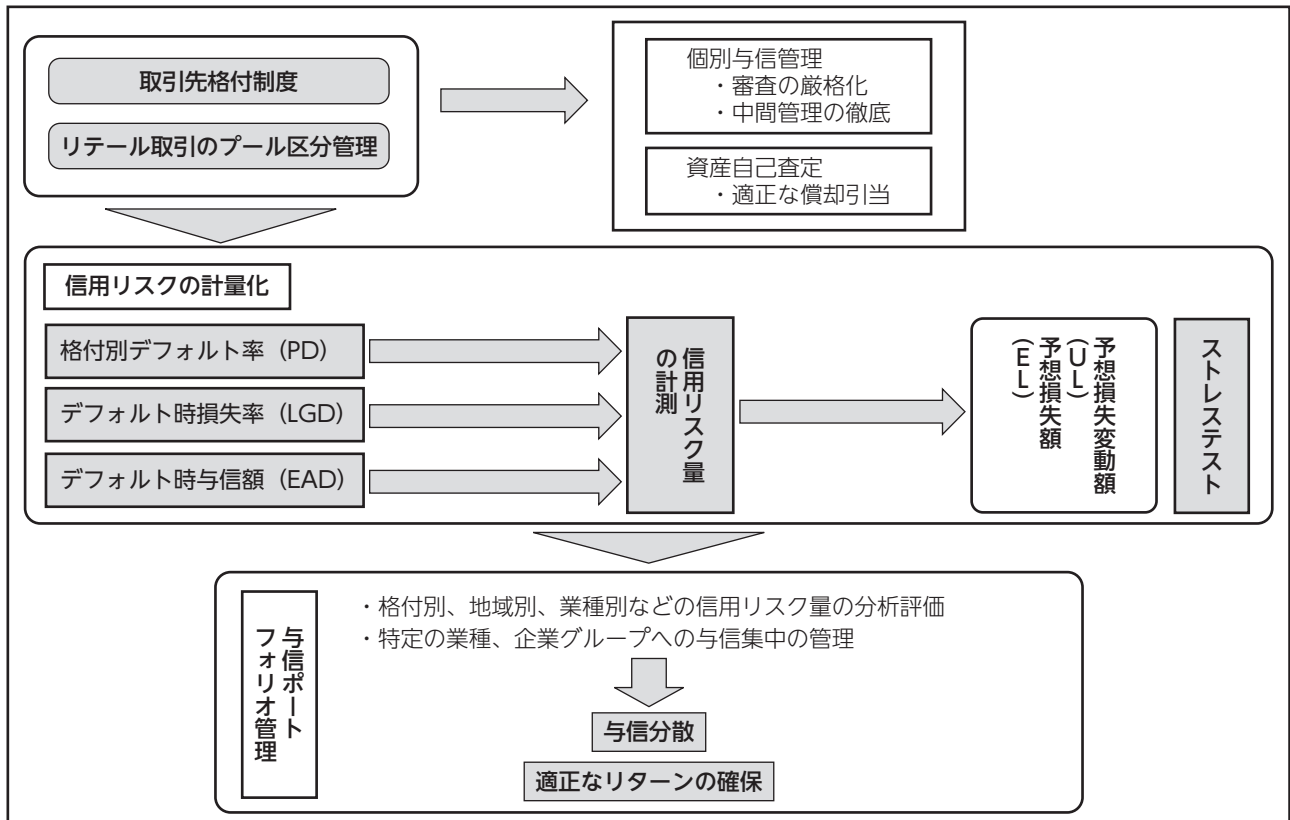 取引先格付制度
リテール取引のプール区分管理
個別与信管理
・審査の厳格化
・中間管理の徹底
資産自己査定
・適正な償却引当
信用リスクの計量化
格付別デフォルト率（PD）
デフォルト時損失率（LGD）
デフォルト時与信額（EAD）
信用リスク量
の計測
予想損失変動額
（UL）
予想損失額
（EL）
ストレステスト
与信ポート
フォリオ管理
・格付別、地域別、業種別などの信用リスク量の分析評価
・特定の業種、企業グループへの与信集中の管理
与信分散
適正なリターンの確保